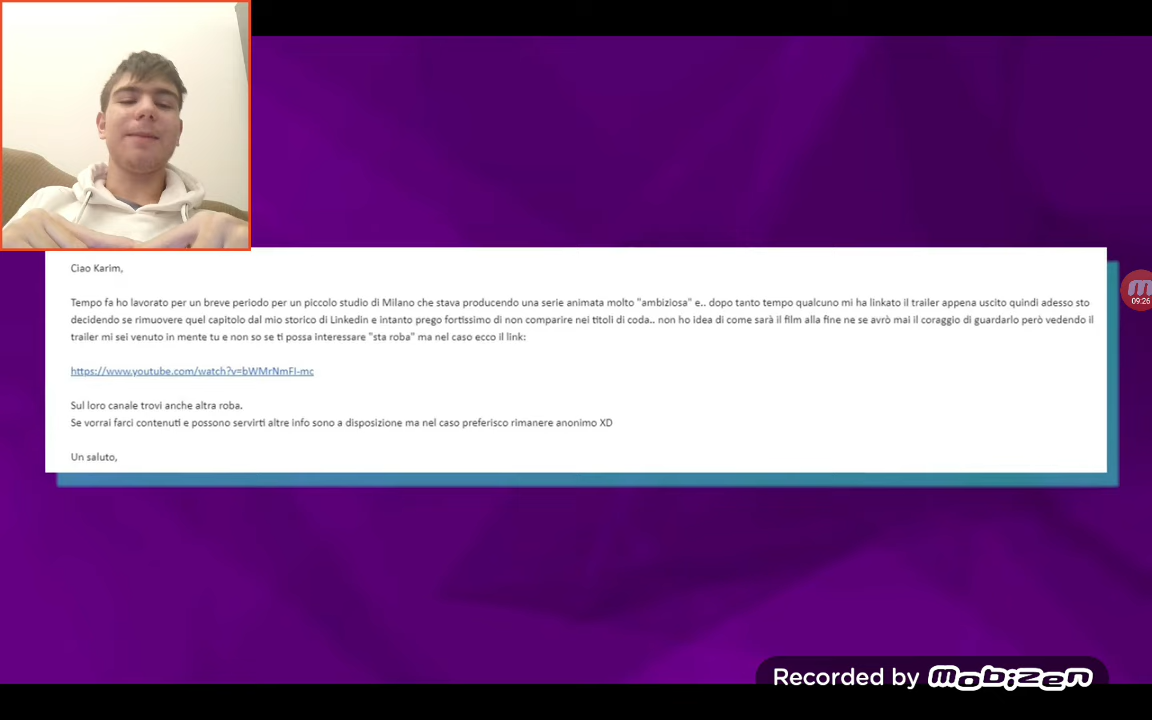 Ciao Karim,
Tempo fa ho lavorato per un breve periodo per un piccolo studio di Milano che stava producendo una serie animata molto "ambiziosa" e.. dopo tanto tempo qualcuno mi ha linkato il trailer appena uscito quindi adesso sto
decidendo se rimuovere quel capitolo dal mio storico di Linkedin e intanto prego fortissimo di non comparire nei titoli di coda.. non ho idea di come sarà il film alla fine ne se avrò mai il coraggio di guardarlo però vedendo il
trailer mi sei venuto in mente tu e non so se ti possa interessare "sta roba" ma nel caso ecco il link:
https://www.youtube.com/watch?v=bWMrNmFI-mc
Sul loro canale trovi anche altra roba.
Se vorrai farci contenuti e possono servirti altre info sono a disposizione ma nel caso preferisco rimanere anonimo XD
Un saluto,
09:26
Recorded by mobizen